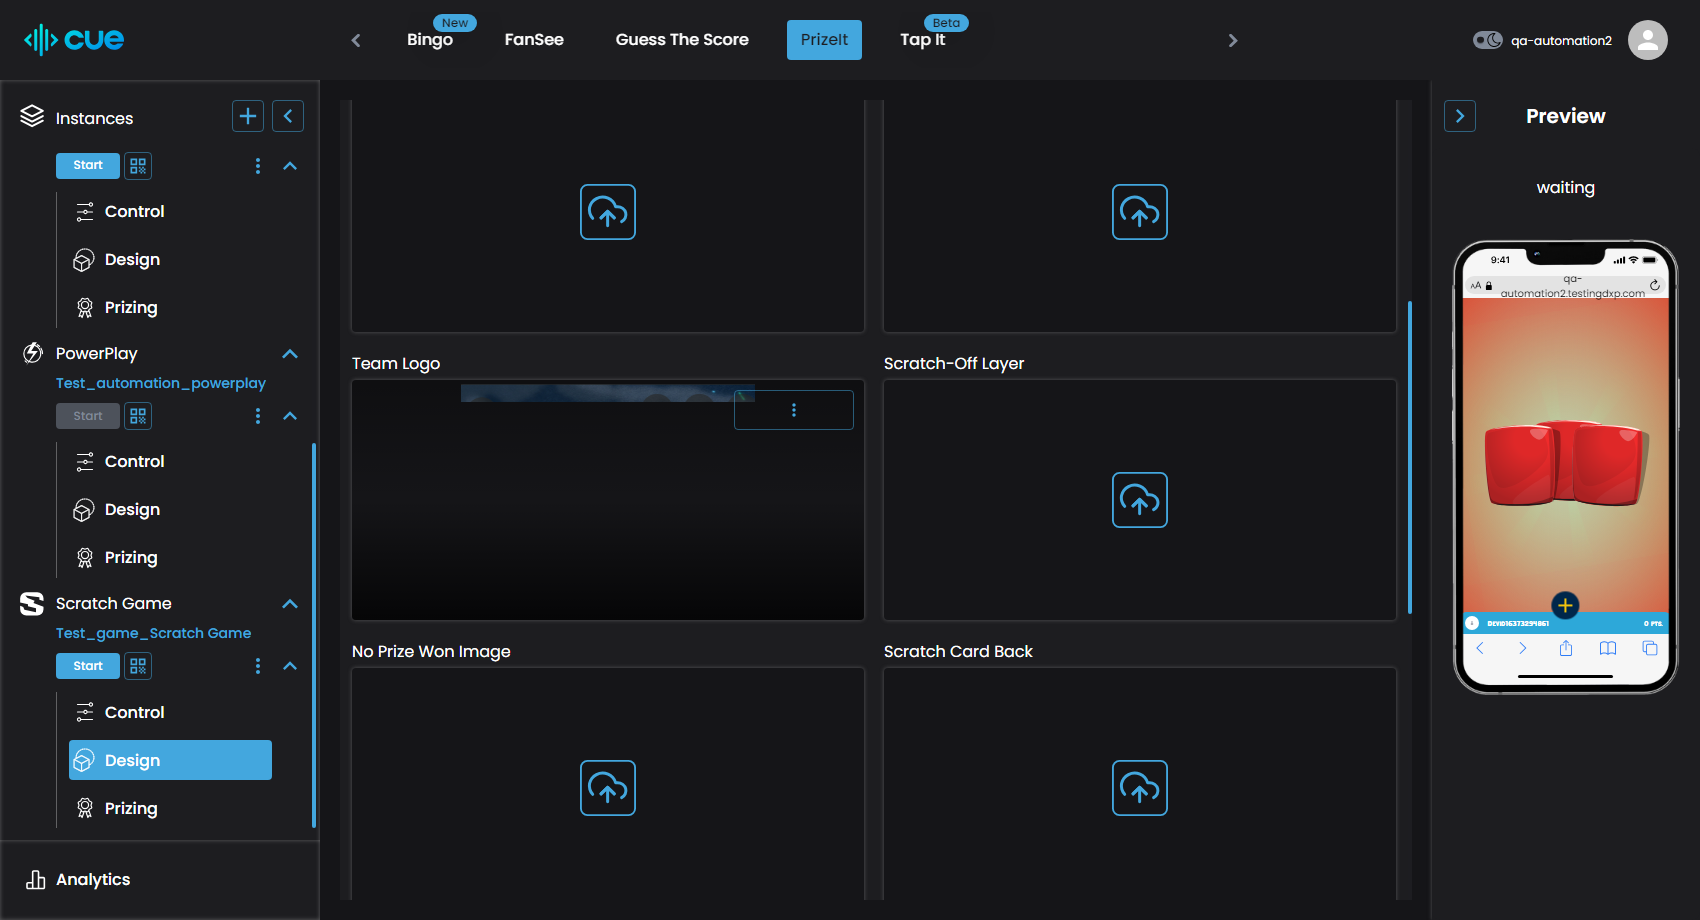 cue
New
Bingo
FanSee
Guess The Score
PrizeIt
Beta
Tap It
qa-automation2
Instances
Start
Control
Design
Prizing
PowerPlay
Test_automation_powerplay
Start
Control
Design
Prizing
Scratch Game
Test_game_Scratch Game
Start
Control
Design
Prizing
Analytics
Team Logo
Scratch-Off Layer
No Prize Won Image
Scratch Card Back
Preview
waiting
9:41
AA
qa-
automation2.testingdxp.com
0 PTS.